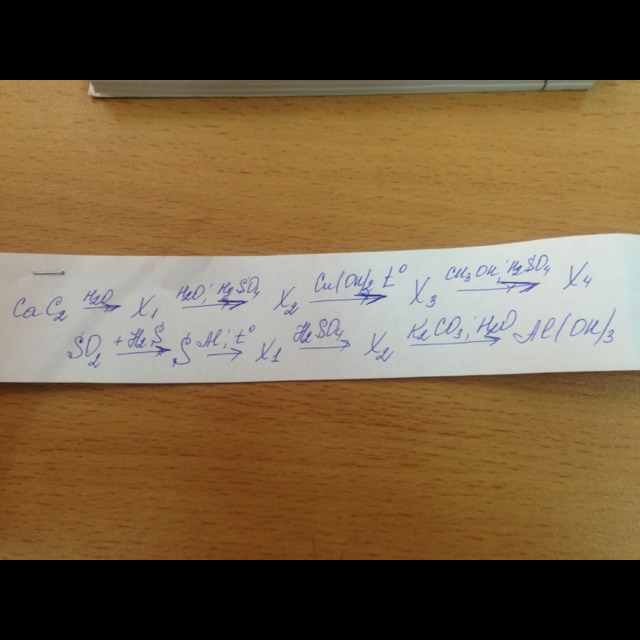 CaC2 H2O → X1 H2O; H2SO4 → X2 Cu(OH)2 t° → X3 CH3OH; H2SO4 → X4
SO2 +H2S → S Al; t° → X1 H2SO4 → X2 K2CO3; H2O → Al(OH)3